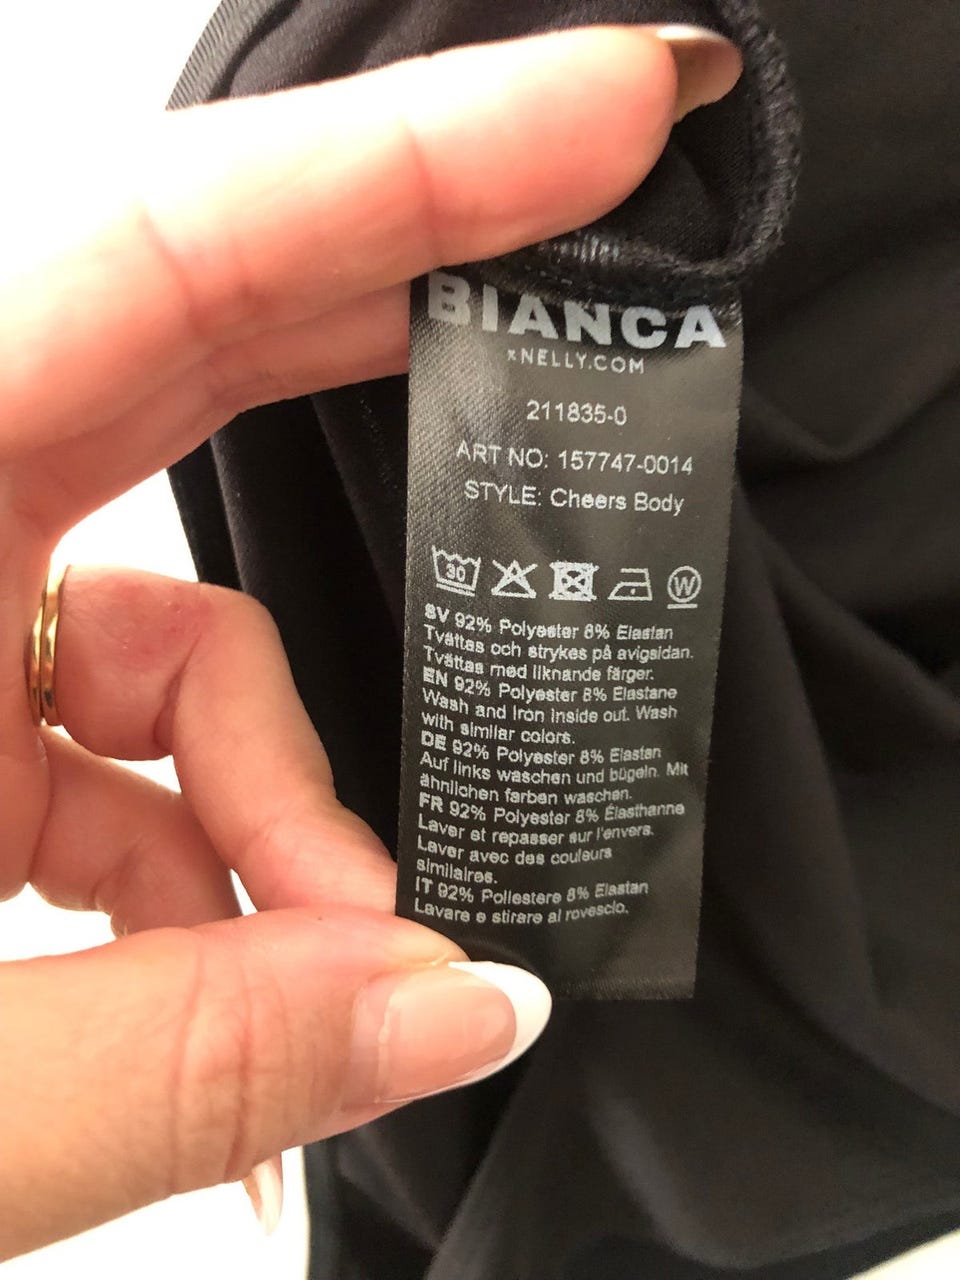 BIANCA
xNELLY.COM
211835-0
ART NO: 157747-0014
STYLE: Cheers Body
30 W
SV 92% Polyester 8% Elastan
Tvättas och strykes på avigsidan.
Tvättas med liknande färger.
EN 92% Polyester 8% Elastane
Wash and Iron inside out. Wash
with similar colors.
DE 92% Polyester 8% Elastan
Auf links waschen und bügeln. Mit
ähnlichen farben waschen.
FR 92% Polyester 8% Élasthanne
Laver et repasser sur l'envers.
Laver avec des couleurs
similaires.
IT 92% Poliestere 8% Elastan
Lavare e stirare al rovescio.